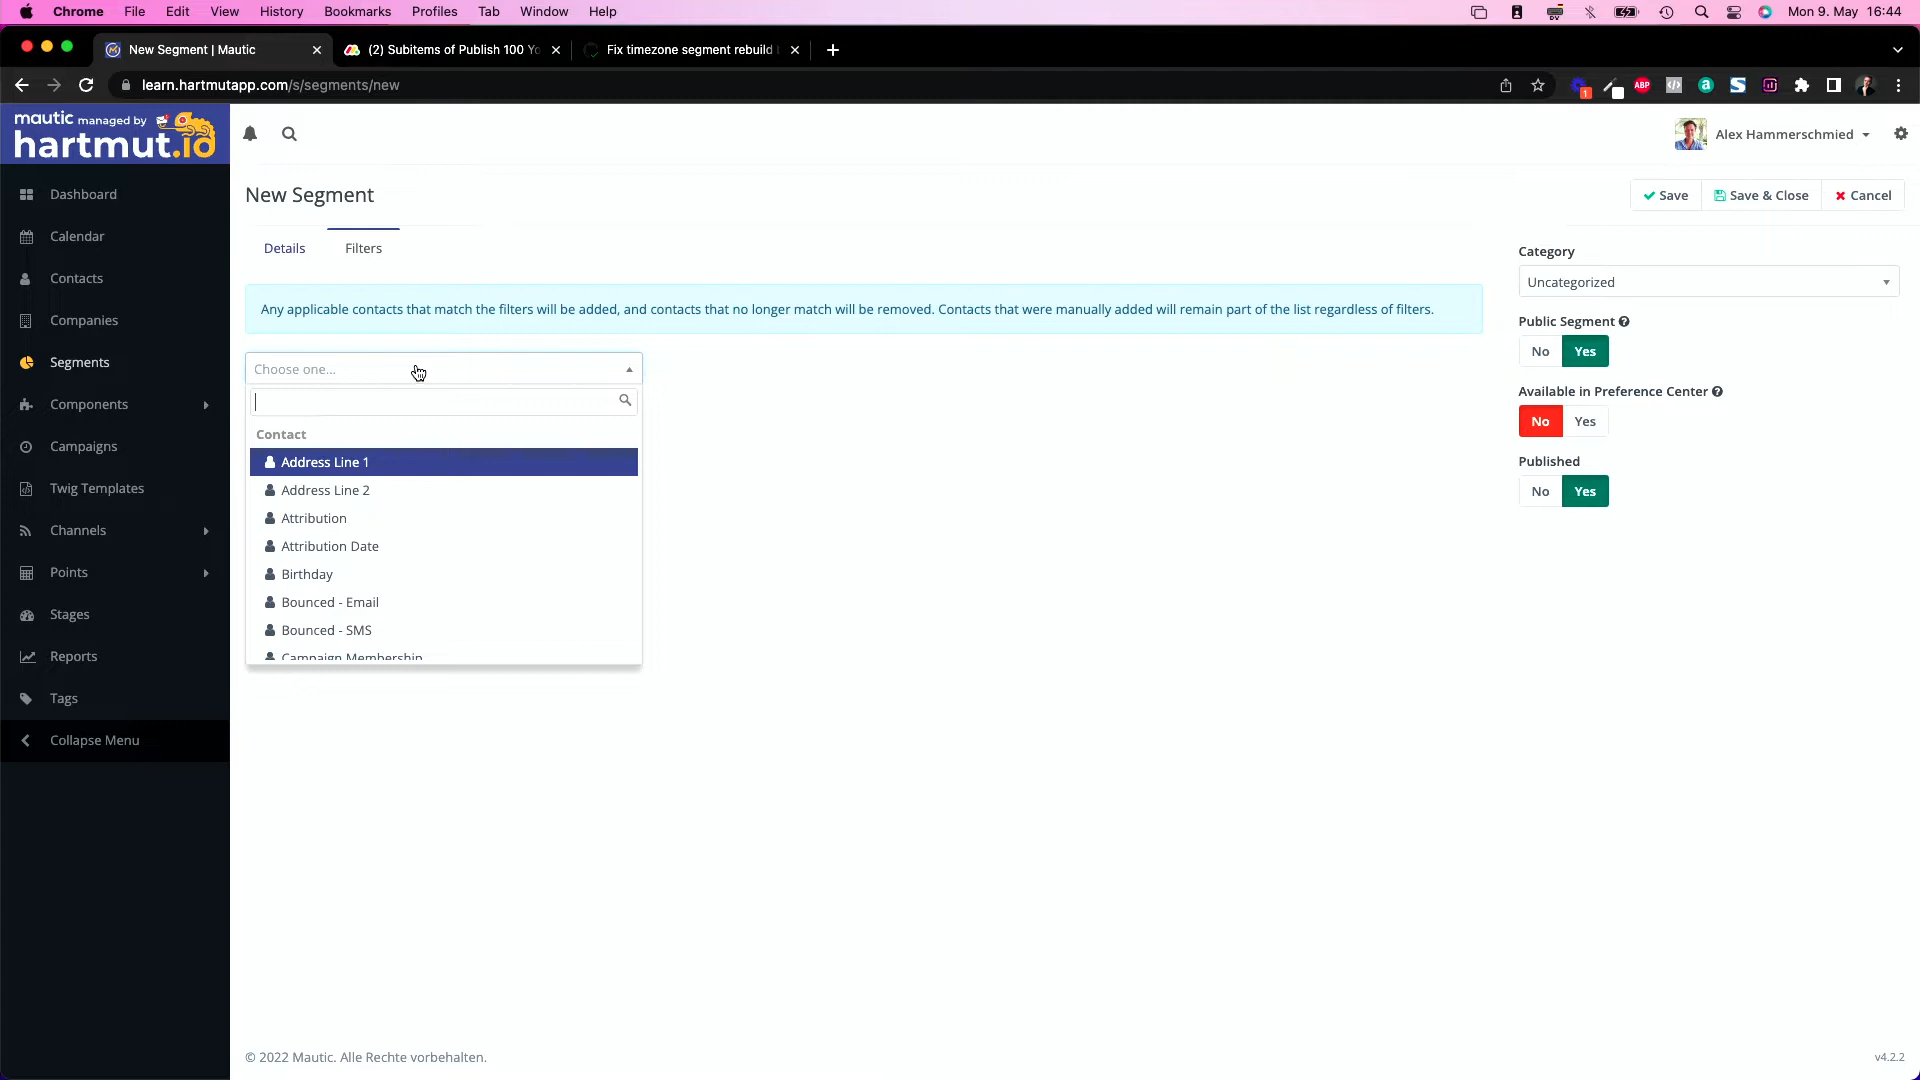 Chrome File Edit View History Bookmarks Profiles Tab Window Help Mon 9. May 16:44
New Segment | Mautic (2) Subitems of Publish 100 Yo Fix timezone segment rebuild
learn.hartmutapp.com/s/segments/new 1 ABP
mautic managed by
hartmut.io
Alex Hammerschmied
Dashboard
Calendar
Contacts
Companies
Segments
Components
Campaigns
Twig Templates
Channels
Points
Stages
Reports
Tags
Collapse Menu
New Segment
Save Save & Close Cancel
Details Filters
Any applicable contacts that match the filters will be added, and contacts that no longer match will be removed. Contacts that were manually added will remain part of the list regardless of filters.
Choose one...
Contact
Address Line 1
Address Line 2
Attribution
Attribution Date
Birthday
Bounced - Email
Bounced - SMS
Campaign Membership
Category
Uncategorized
Public Segment
No Yes
Available in Preference Center
No Yes
Published
No Yes
© 2022 Mautic. Alle Rechte vorbehalten.
v4.2.2